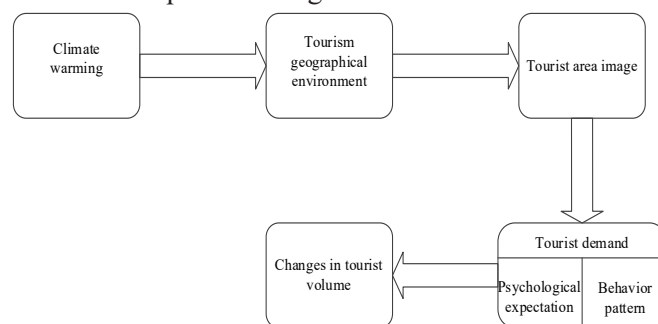 Climate
warming
Tourism
geographical
environment
Tourist area image
Tourist demand
Psychological
expectation
Behavior
pattern
Changes in tourist
volume